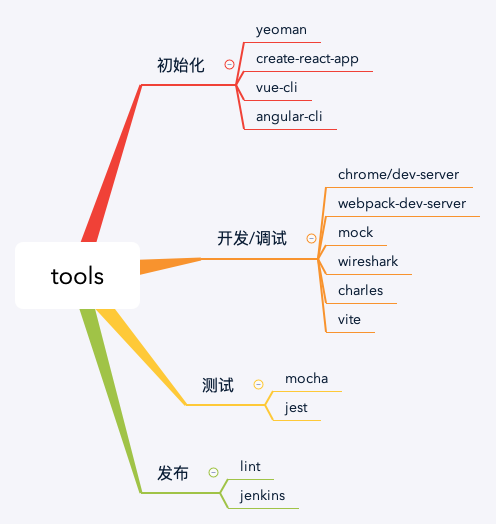 tools
初始化
yeoman
create-react-app
vue-cli
angular-cli
开发/调试
chrome/dev-server
webpack-dev-server
mock
wireshark
charles
vite
测试
mocha
jest
发布
lint
jenkins